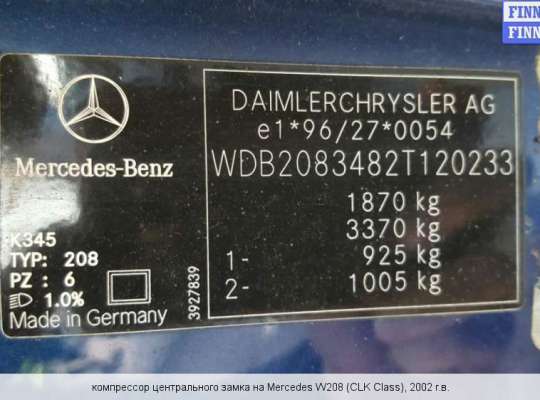 FINN
FINN
DAIMLERCHRYSLER AG
e1*96/27*0054
WDB2083482T120233
1870 kg
3370 kg
1- 925 kg
2- 1005 kg
Mercedes-Benz
K345
TYP: 208
PZ : 6
1.0%
Made in Germany
3927839
компрессор центрального замка на Mercedes W208 (CLK Class), 2002 г.в.